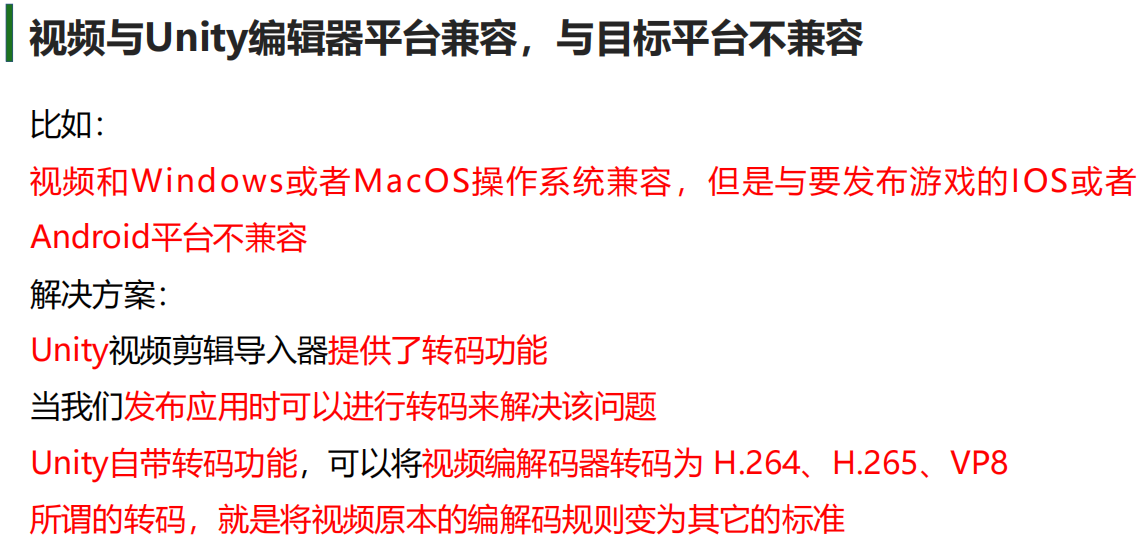 视频与Unity编辑器平台兼容，与目标平台不兼容
比如：
视频和Windows或者MacOS操作系统兼容，但是与要发布游戏的IOS或者
Android平台不兼容
解决方案：
Unity视频剪辑导入器提供了转码功能
当我们发布应用时可以进行转码来解决该问题
Unity自带转码功能，可以将视频编解码器转码为 H.264、H.265、VP8
所谓的转码，就是将视频原本的编解码规则变为其它的标准